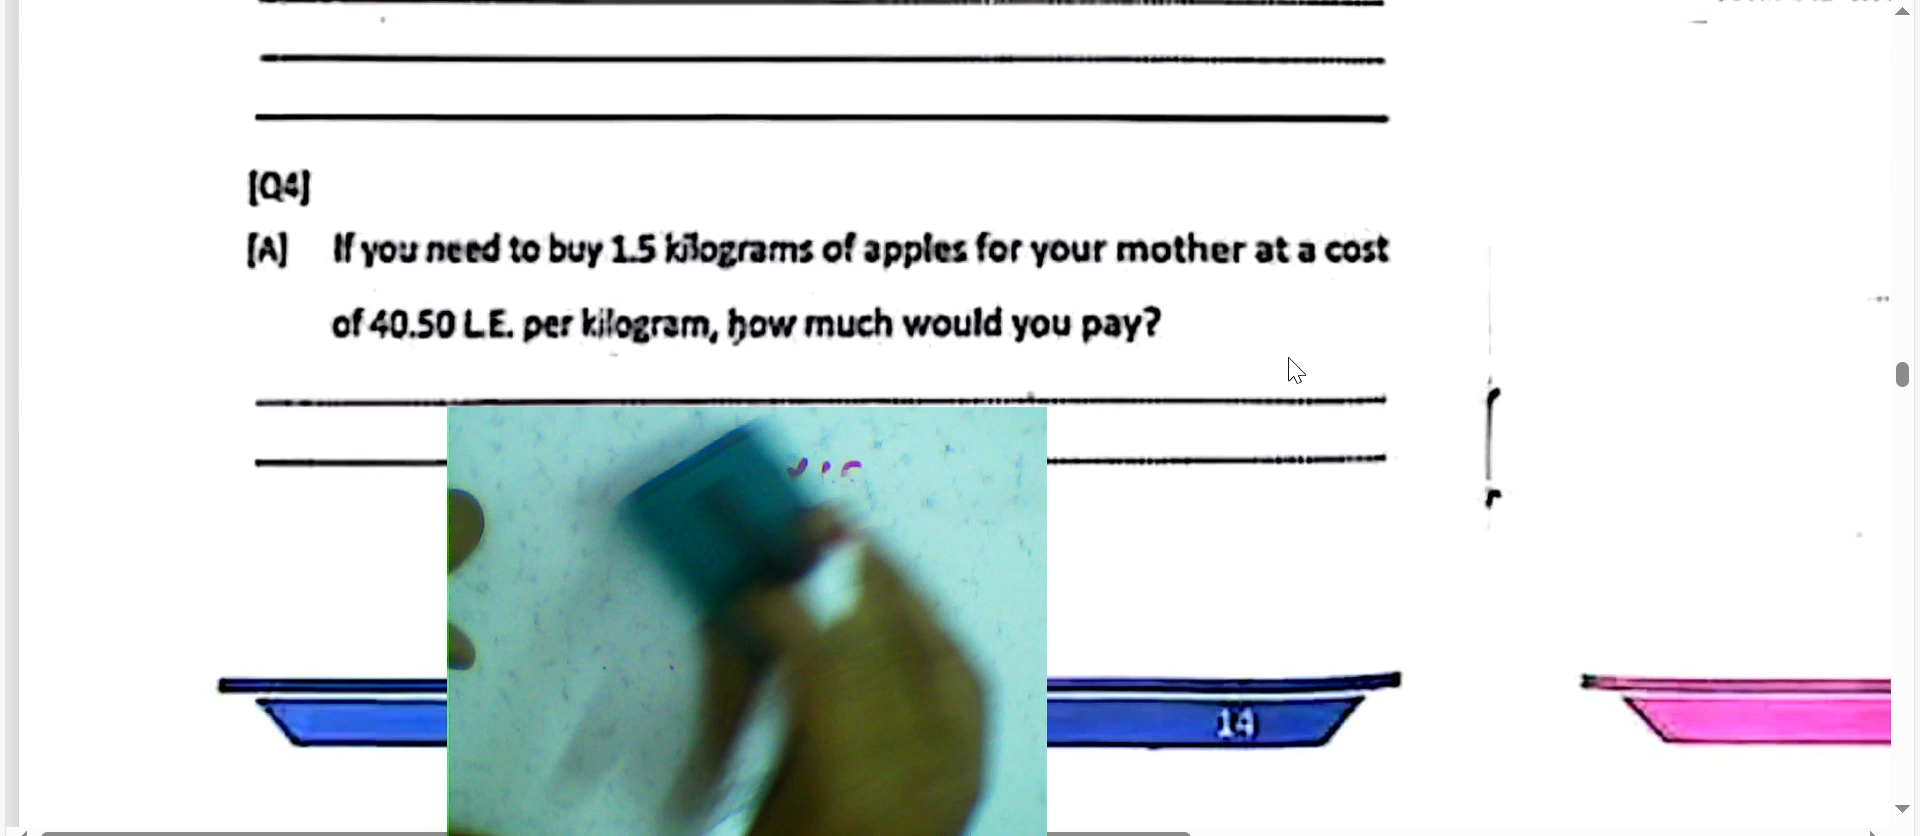 [Q4]
[A] If you need to buy 1.5 kilograms of apples for your mother at a cost
of 40.50 L.E. per kilogram, how much would you pay?
14